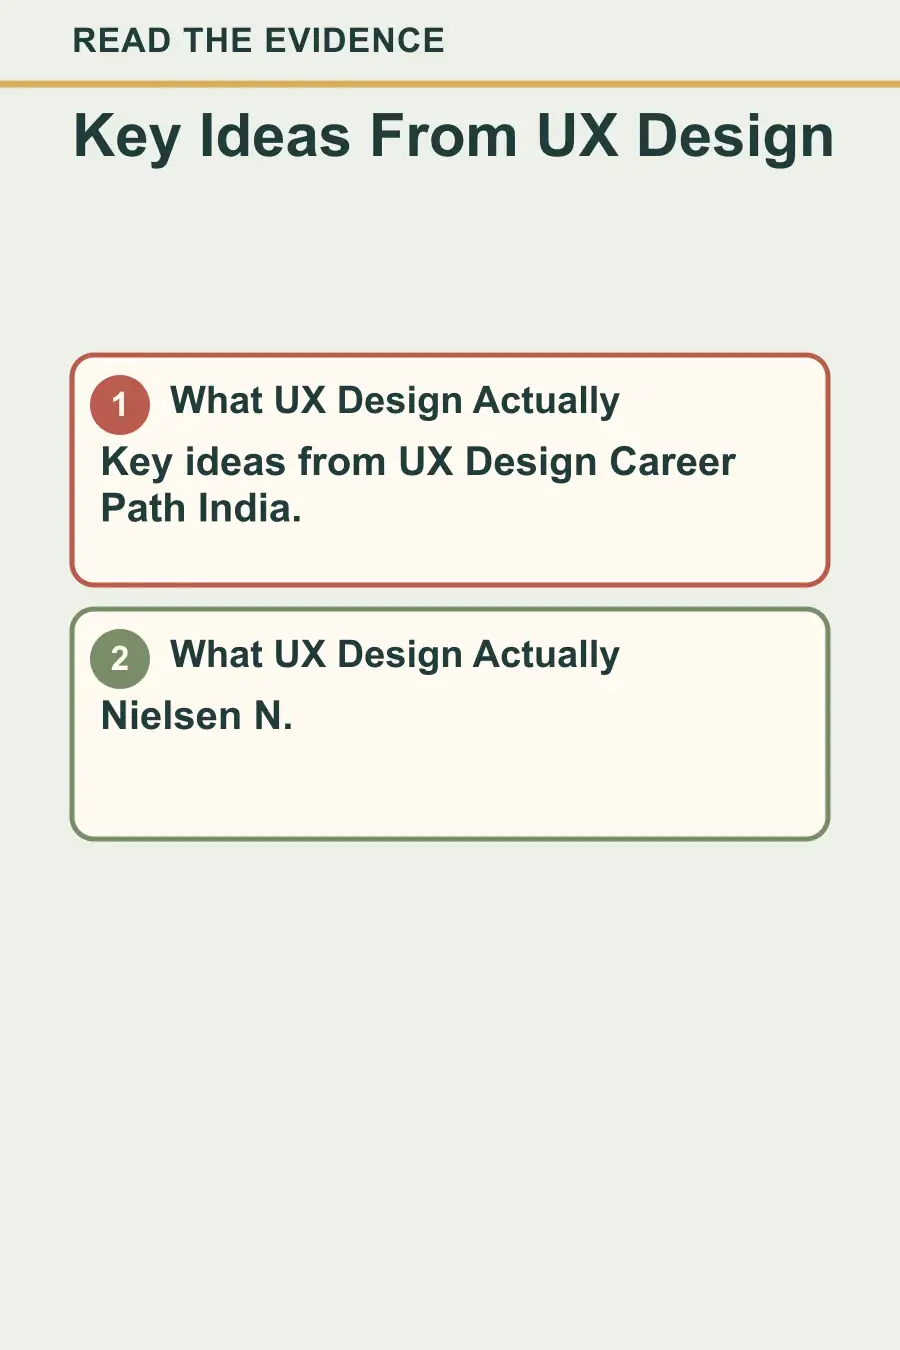 READ THE EVIDENCE
Key Ideas From UX Design
1 What UX Design Actually
Key ideas from UX Design Career
Path India.
2 What UX Design Actually
Nielsen N.